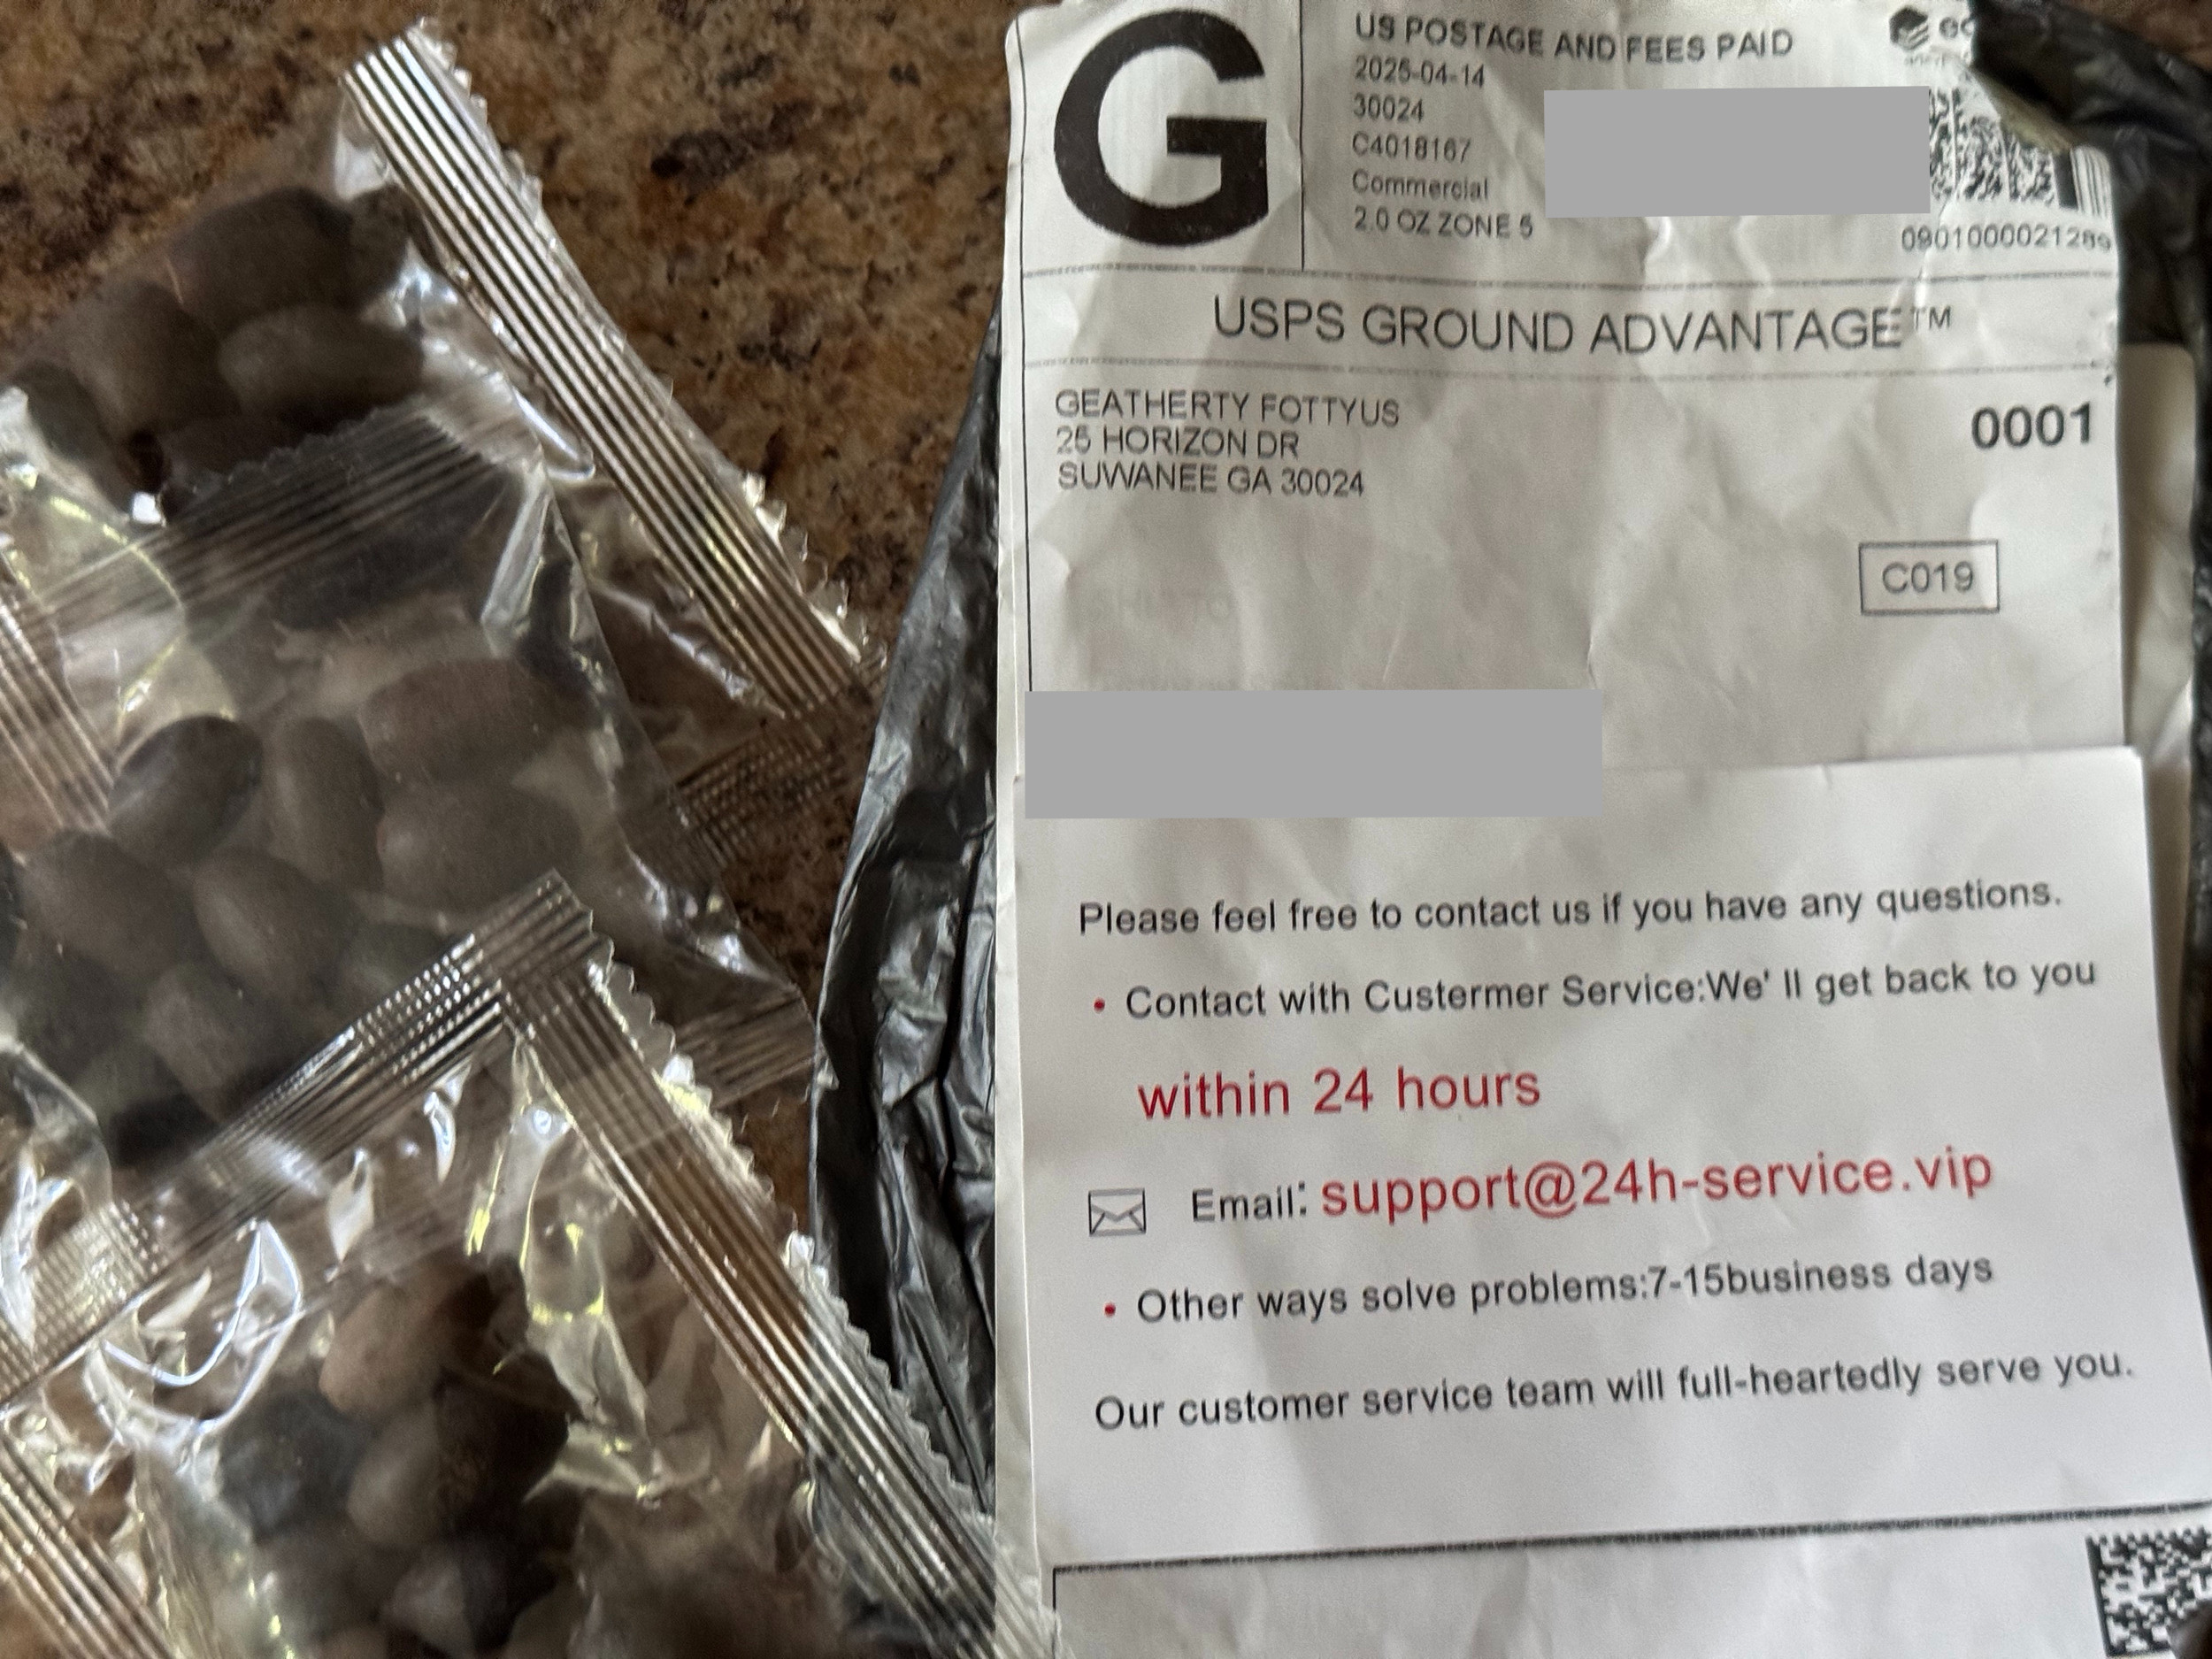 G
US POSTAGE AND FEES PAID
2025-04-14
30024
C4018167
Commercial
2.0 OZ ZONE 5
0901000021289
USPS GROUND ADVANTAGE™
GEATHERTY FOTTYUS
25 HORIZON DR
SUWANEE GA 30024
0001
C019
Please feel free to contact us if you have any questions.
• Contact with Custermer Service:We' ll get back to you
within 24 hours
Email: support@24h-service.vip
• Other ways solve problems:7-15business days
Our customer service team will full-heartedly serve you.